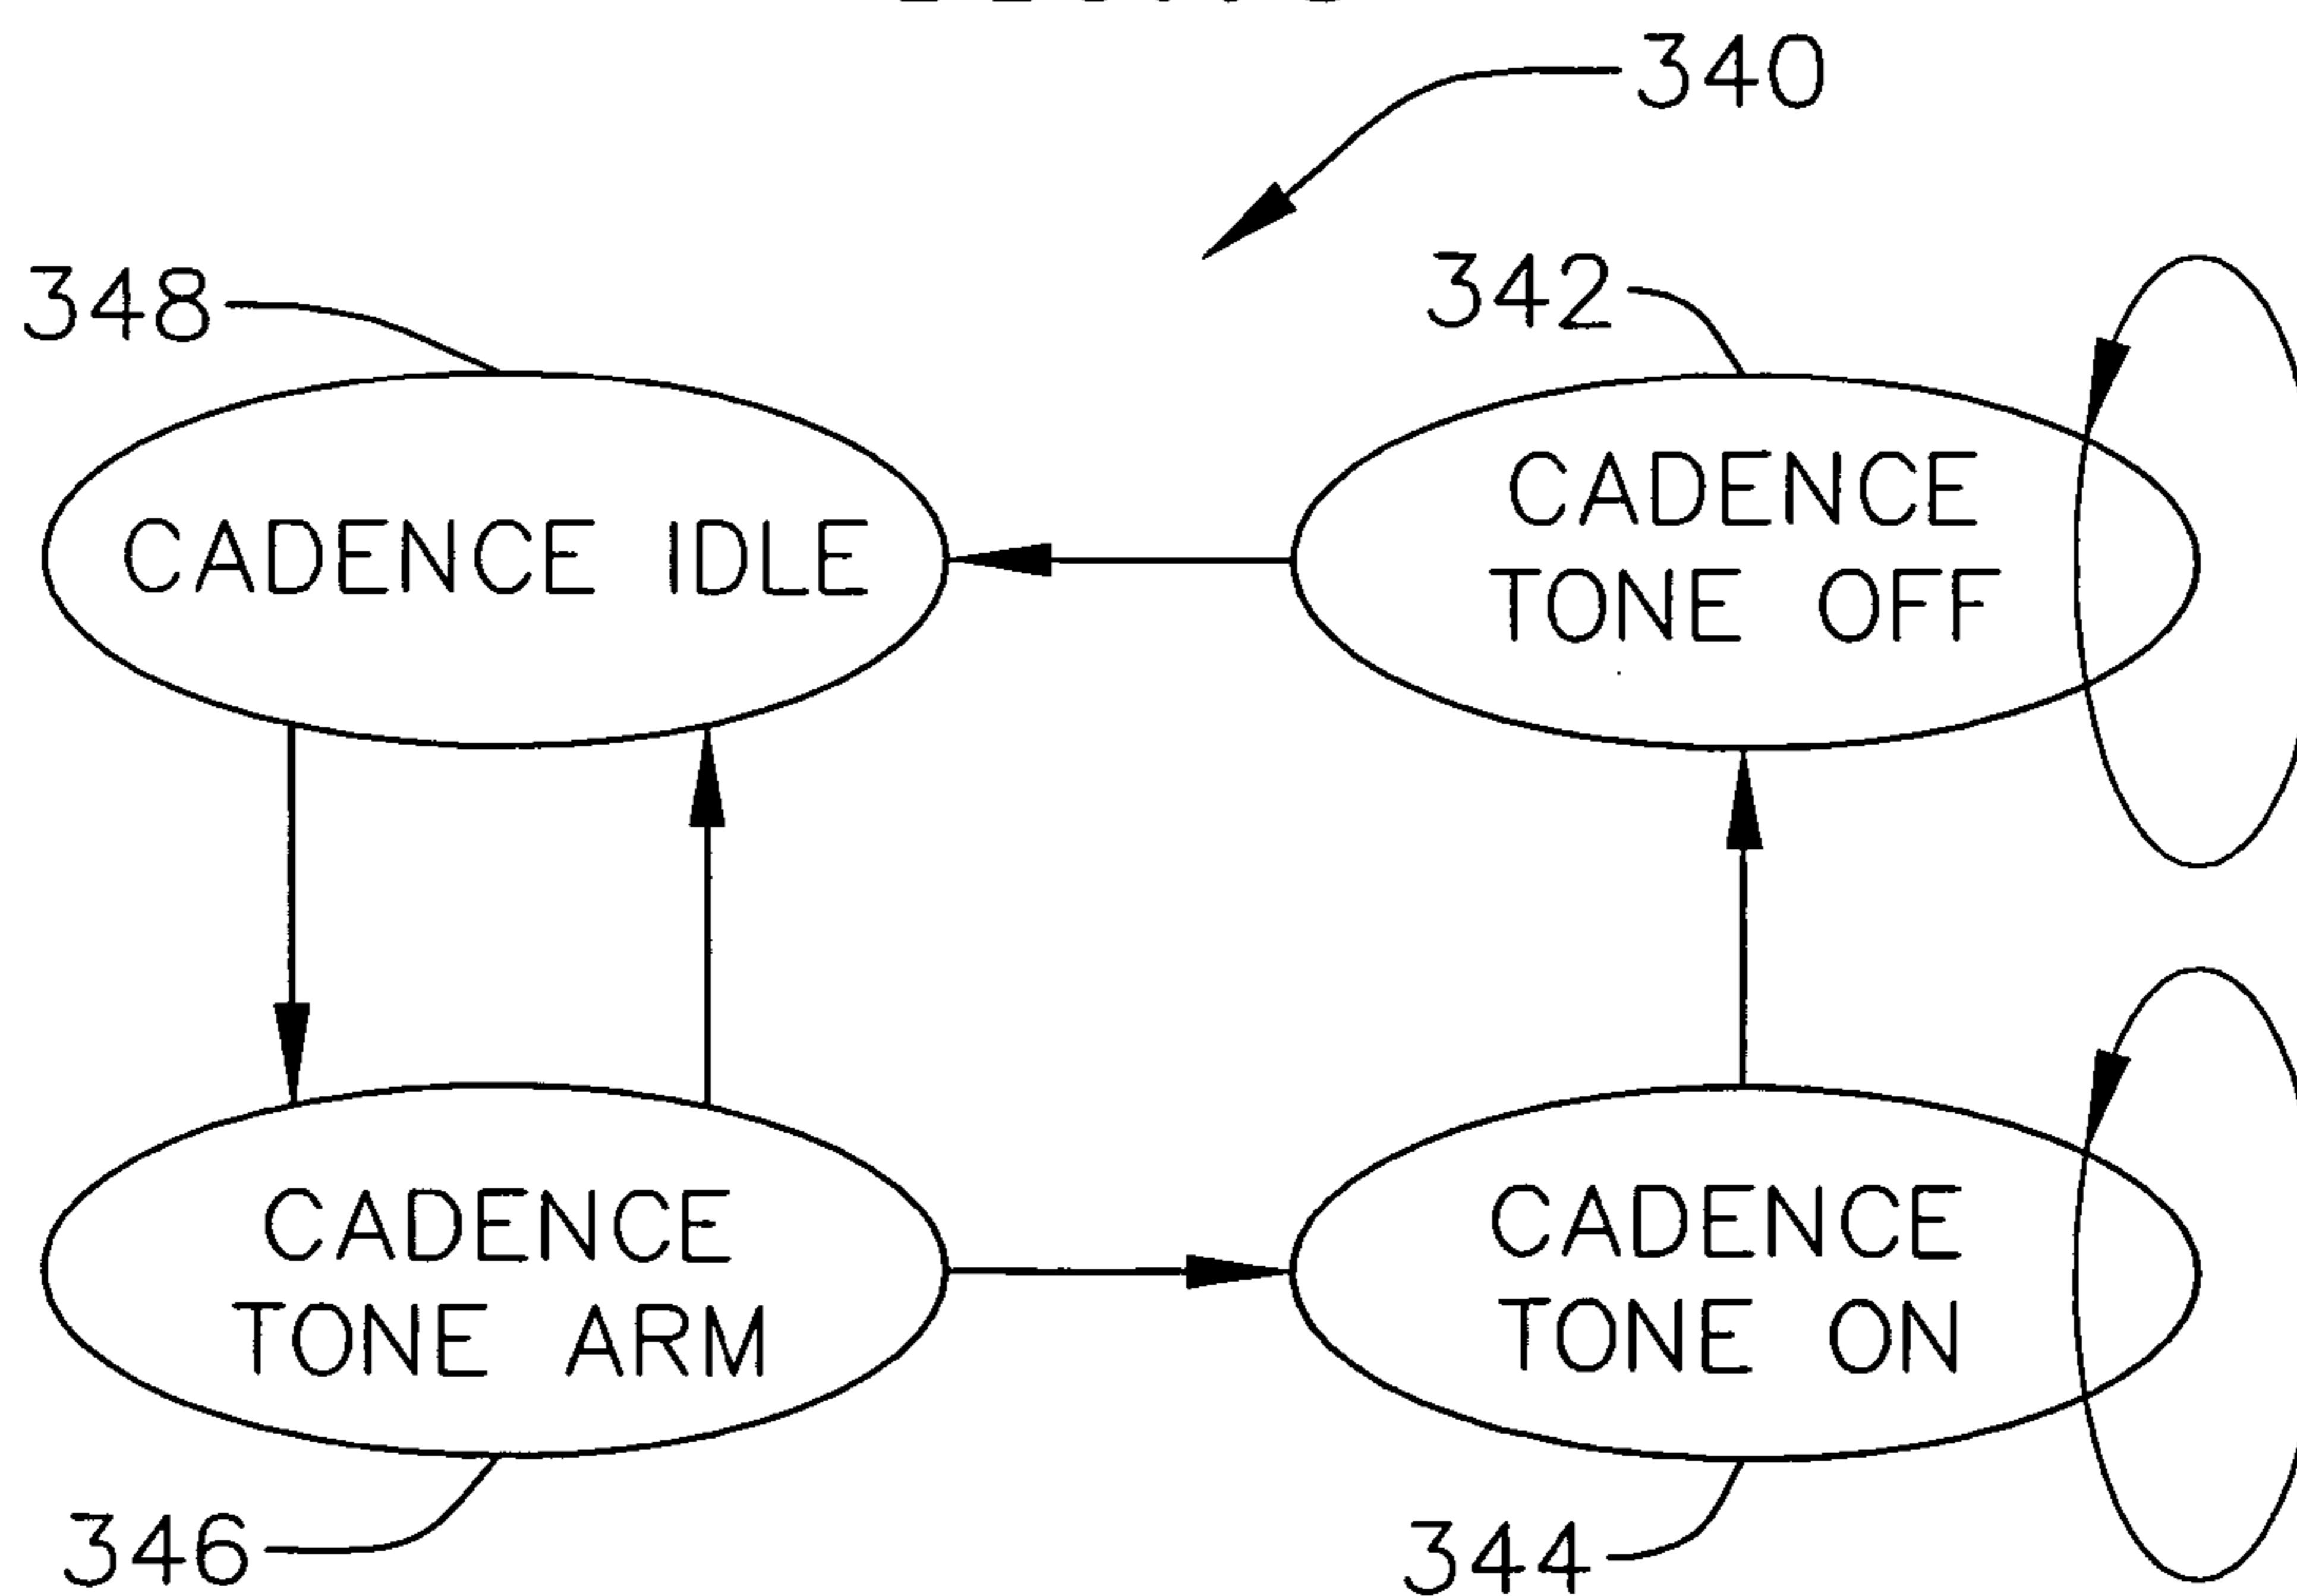 340
348
342
CADENCE IDLE
CADENCE
TONE OFF
CADENCE
TONE ARM
CADENCE
TONE ON
346
344